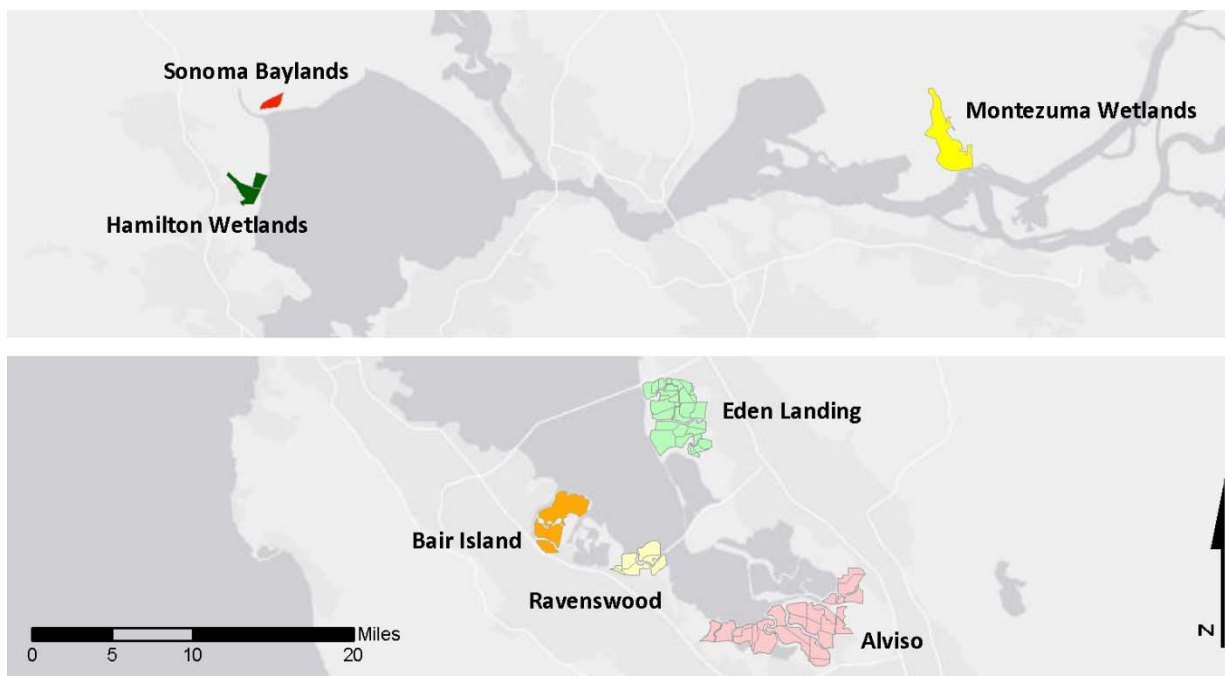 Sonoma Baylands
Montezuma Wetlands
Hamilton Wetlands
Eden Landing
Bair Island
Ravenswood
Alviso
Miles
0 5 10 20
N